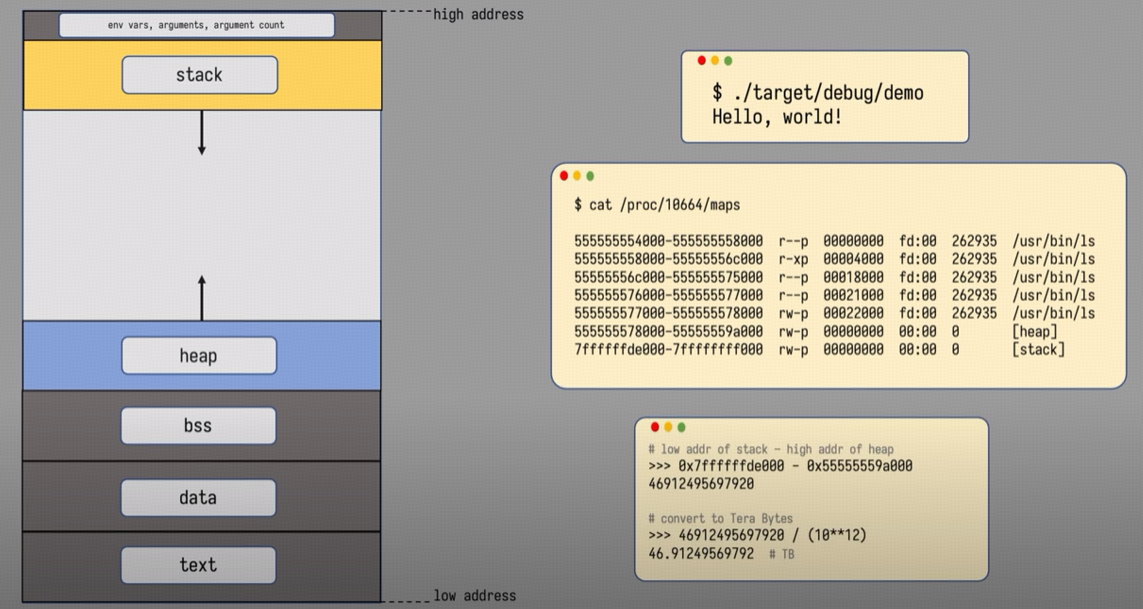 env vars, arguments, argument count
high address
stack
heap
bss
data
text
low address
$ ./target/debug/demo
Hello, world!
$ cat /proc/10664/maps
555555554000-555555558000 r--p 00000000 fd:00 262935 /usr/bin/ls
555555558000-55555556c000 r-xp 00004000 fd:00 262935 /usr/bin/ls
55555556c000-555555575000 r--p 00018000 fd:00 262935 /usr/bin/ls
555555576000-555555577000 r--p 00021000 fd:00 262935 /usr/bin/ls
555555577000-555555578000 rw-p 00022000 fd:00 262935 /usr/bin/ls
555555578000-55555559a000 rw-p 00000000 00:00 0 [heap]
7ffffffde000-7ffffffff000 rw-p 00000000 00:00 0 [stack]
# low addr of stack - high addr of heap
>>> 0x7ffffffde000 - 0x55555559a000
46912495697920
# convert to Tera Bytes
>>> 46912495697920 / (10**12)
46.91249569792 # TB